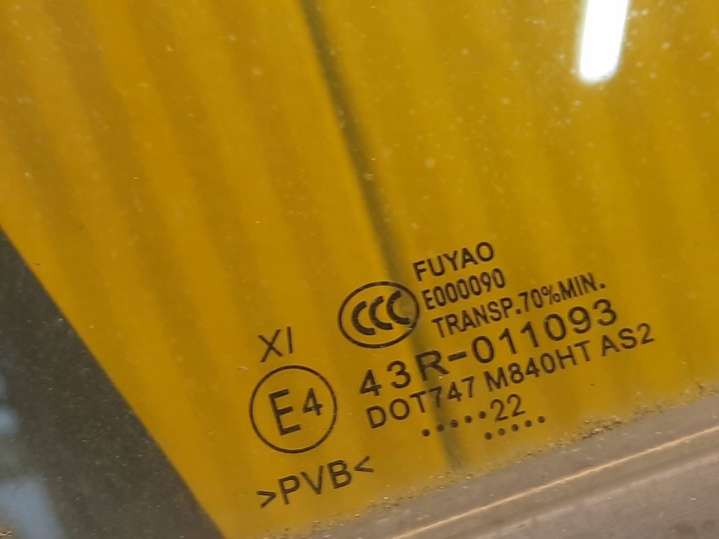 FUYAO
CCC E000090
TRANSP.70%MIN.
XI
E4 43R-011093
DOT747 M840HT AS2
.....22
.....
>PVB<